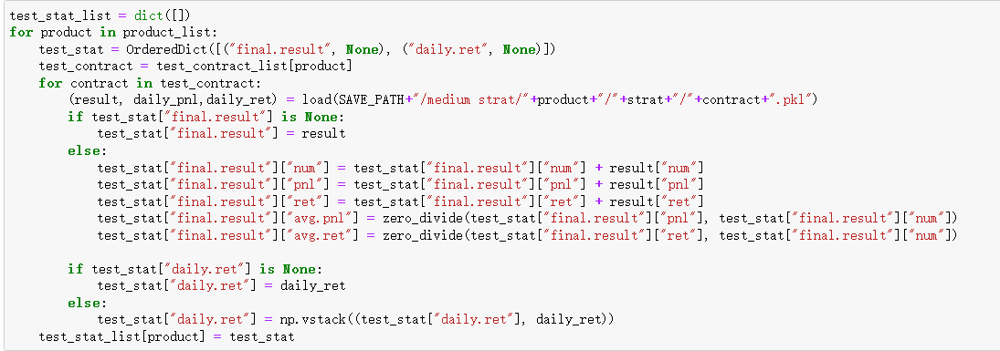 test_stat_list = dict([])
for product in product_list:
    test_stat = OrderedDict([("final.result", None), ("daily.ret", None)])
    test_contract = test_contract_list[product]
    for contract in test_contract:
        (result, daily_pnl,daily_ret) = load(SAVE_PATH+"/medium strat/"+product+"/"+strat+"/"+contract+".pkl")
        if test_stat["final.result"] is None:
            test_stat["final.result"] = result
        else:
            test_stat["final.result"]["num"] = test_stat["final.result"]["num"] + result["num"]
            test_stat["final.result"]["pnl"] = test_stat["final.result"]["pnl"] + result["pnl"]
            test_stat["final.result"]["ret"] = test_stat["final.result"]["ret"] + result["ret"]
            test_stat["final.result"]["avg.pnl"] = zero_divide(test_stat["final.result"]["pnl"], test_stat["final.result"]["num"])
            test_stat["final.result"]["avg.ret"] = zero_divide(test_stat["final.result"]["ret"], test_stat["final.result"]["num"])

        if test_stat["daily.ret"] is None:
            test_stat["daily.ret"] = daily_ret
        else:
            test_stat["daily.ret"] = np.vstack((test_stat["daily.ret"], daily_ret))
    test_stat_list[product] = test_stat